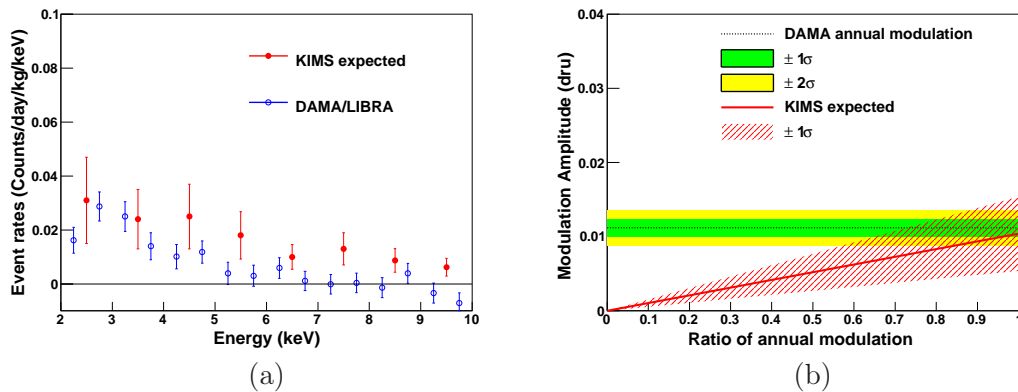 0.1
0.08
0.06
0.04
0.02
0
2 3 4 5 6 7 8 9 10
Event rates (Counts/day/kg/keV)
Energy (keV)
KIMS expected
DAMA/LIBRA
(a)
0.04
0.03
0.02
0.01
0
0 0.1 0.2 0.3 0.4 0.5 0.6 0.7 0.8 0.9 1
Modulation Amplitude (dru)
Ratio of annual modulation
DAMA annual modulation
± 1σ
± 2σ
KIMS expected
± 1σ
(b)